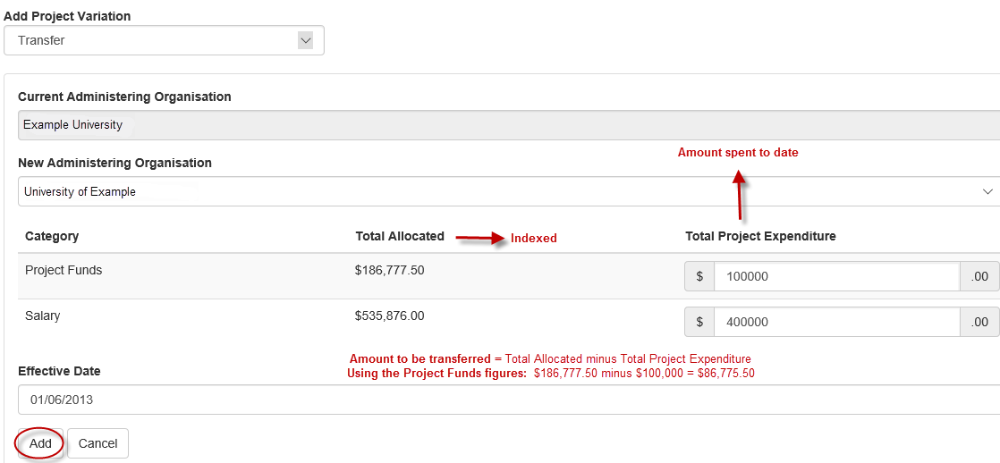 Add Project Variation
Transfer
Current Administering Organisation
Example University
New Administering Organisation
University of Example
Amount spent to date
Category Total Allocated Indexed Total Project Expenditure
Project Funds $186,777.50 $ 100000 .00
Salary $535,876.00 $ 400000 .00
Amount to be transferred = Total Allocated minus Total Project Expenditure
Using the Project Funds figures: $186,777.50 minus $100,000 = $86,775.50
Effective Date
01/06/2013
Add Cancel